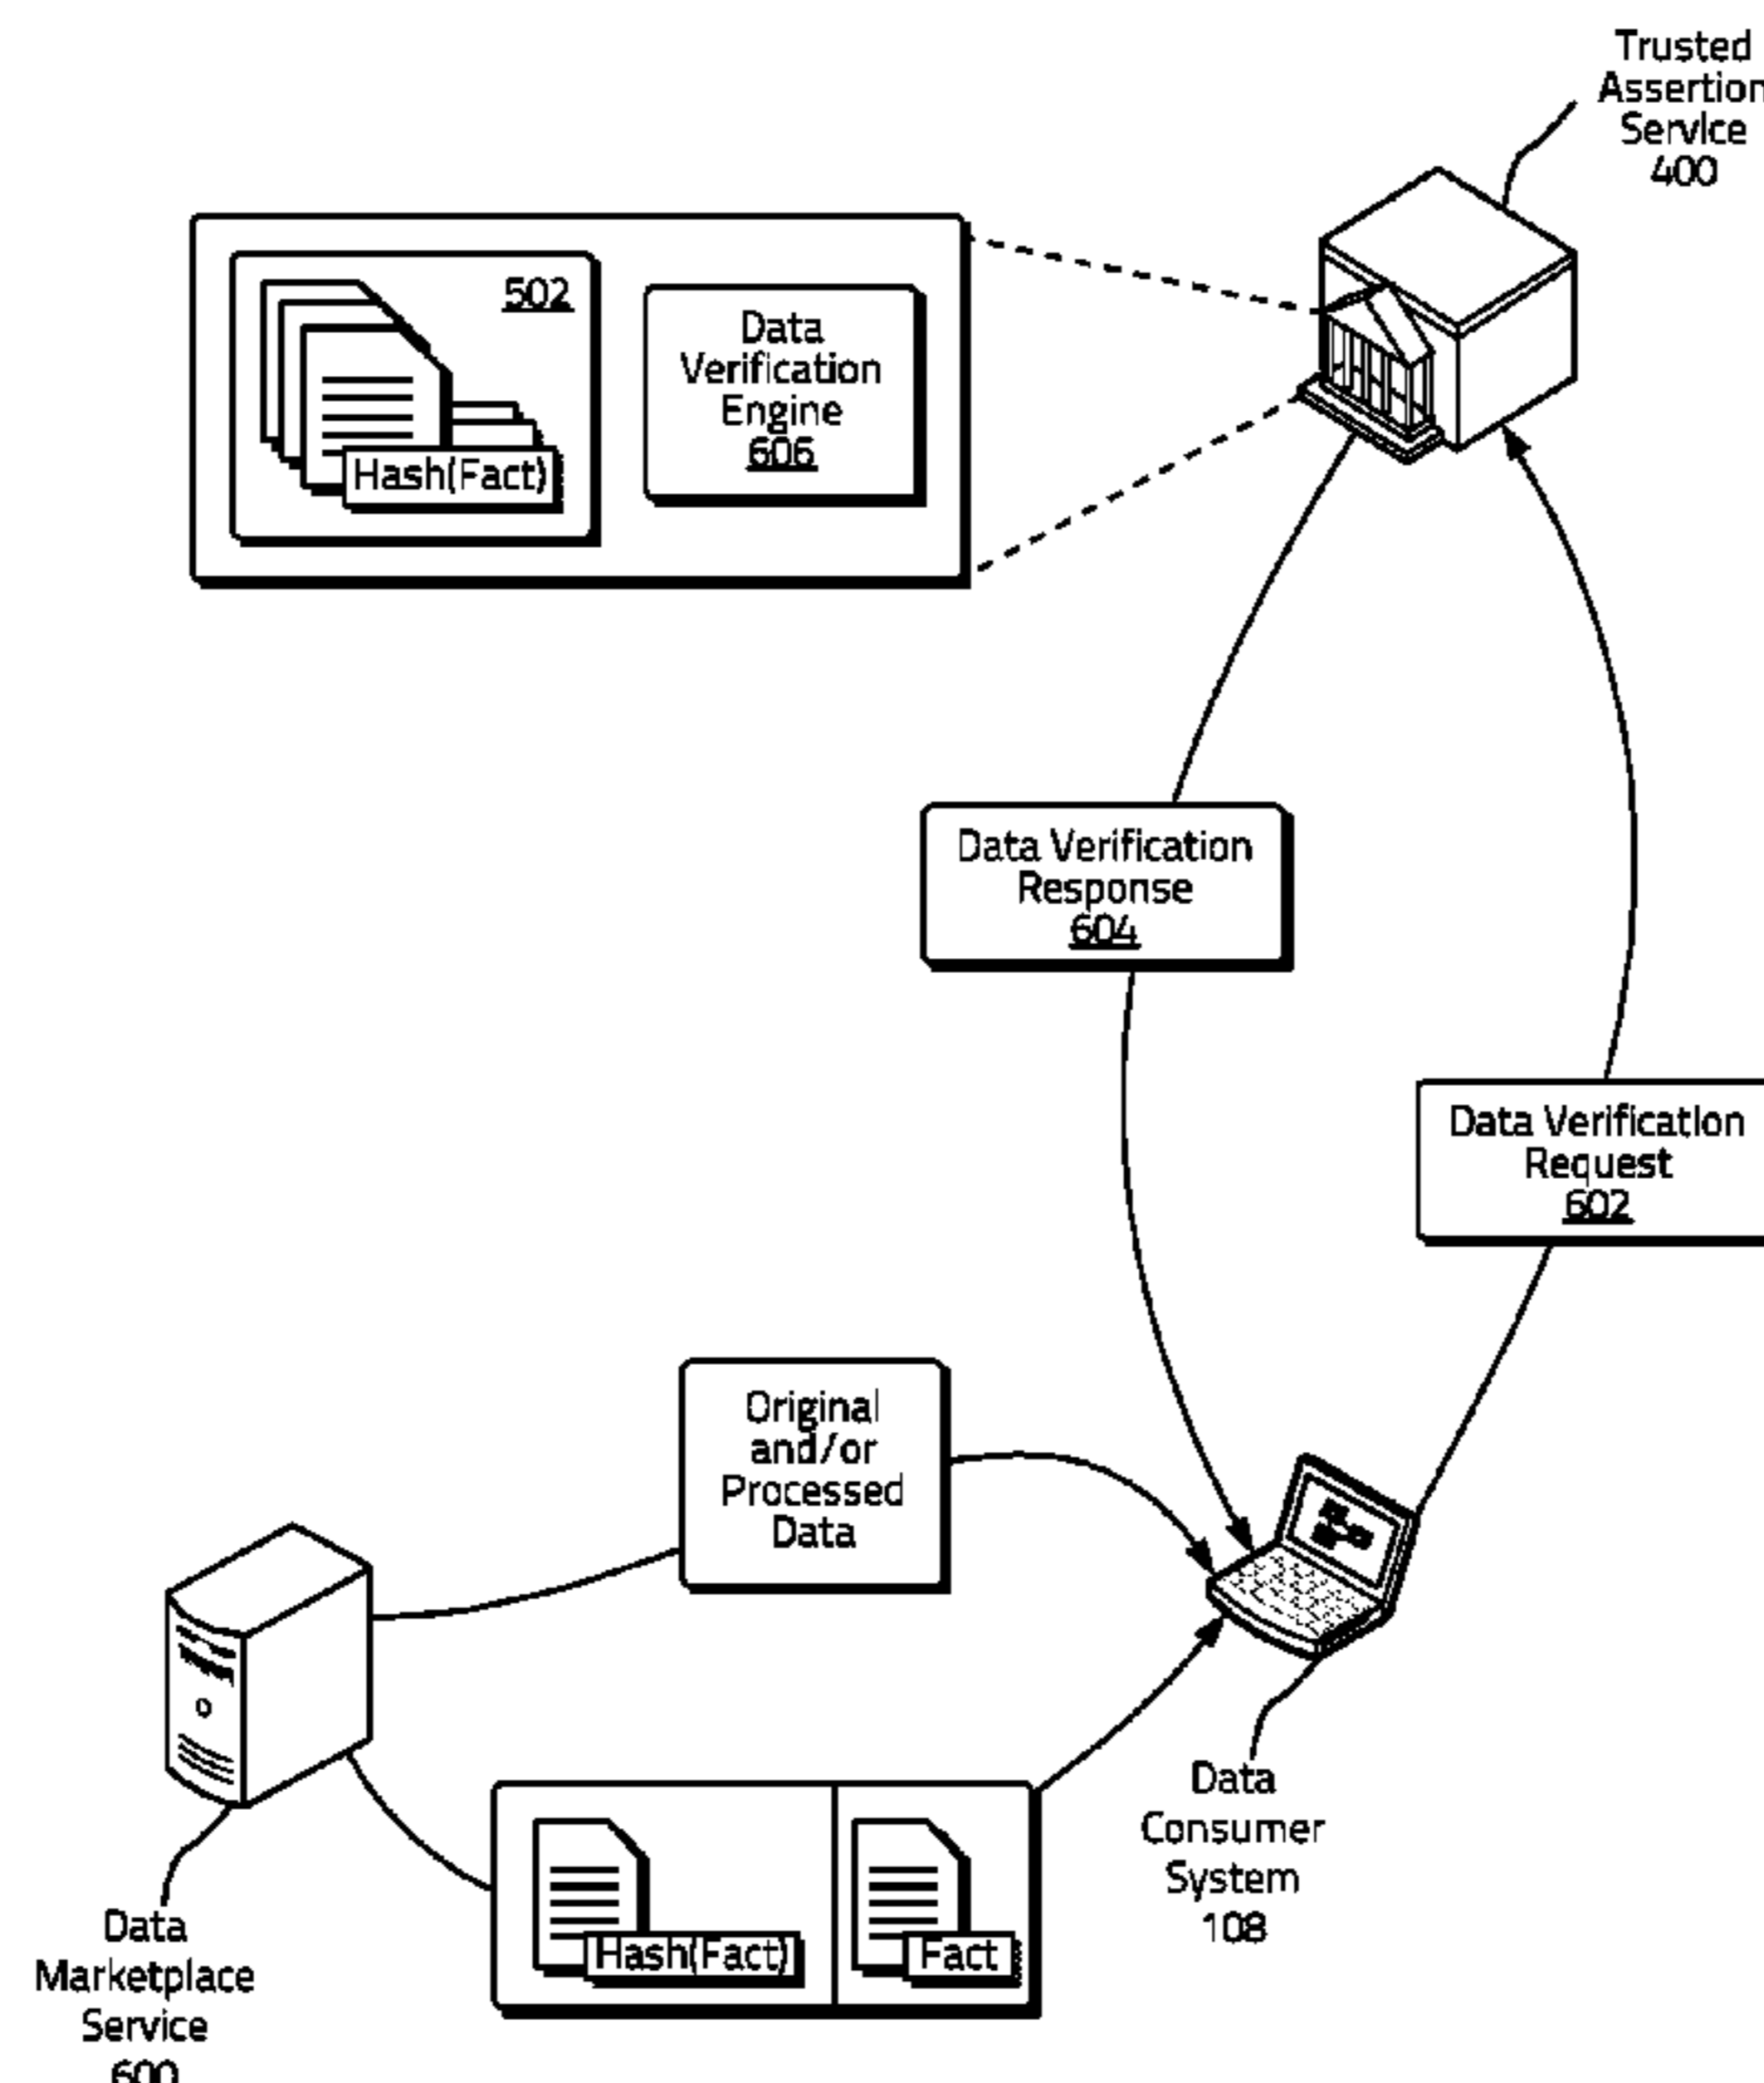 Trusted
Assertion
Service
400
502
Hash(Fact)
Data
Verification
Engine
606
Data Verification
Response
604
Data Verification
Request
602
Original
and/or
Processed
Data
Data
Marketplace
Service
600
Hash(Fact)
Fact
Data
Consumer
System
108